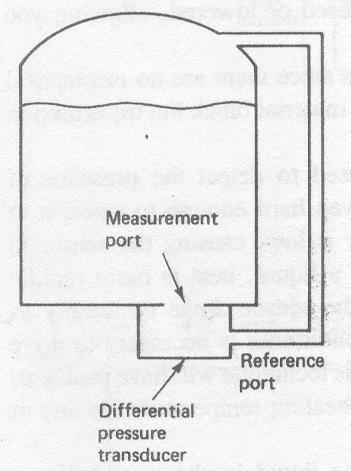 Measurement
port
Reference
port
Differential
pressure
transducer